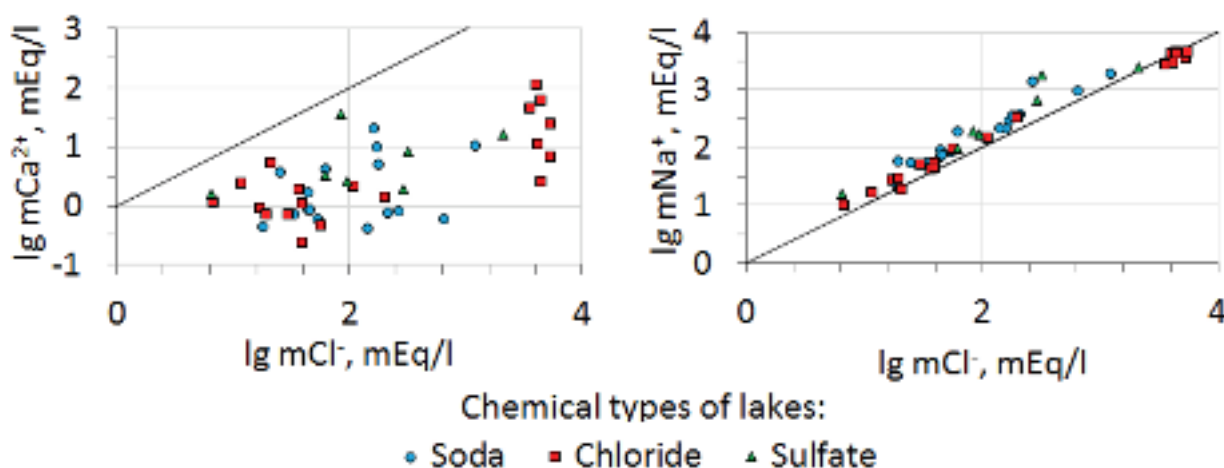 lg mCa²⁺, mEq/l
3
2
1
0
-1
0
2
4
lg mCl⁻, mEq/l
lg mNa⁺, mEq/l
4
3
2
1
0
0
2
4
lg mCl⁻, mEq/l
Chemical types of lakes:
Soda Chloride Sulfate